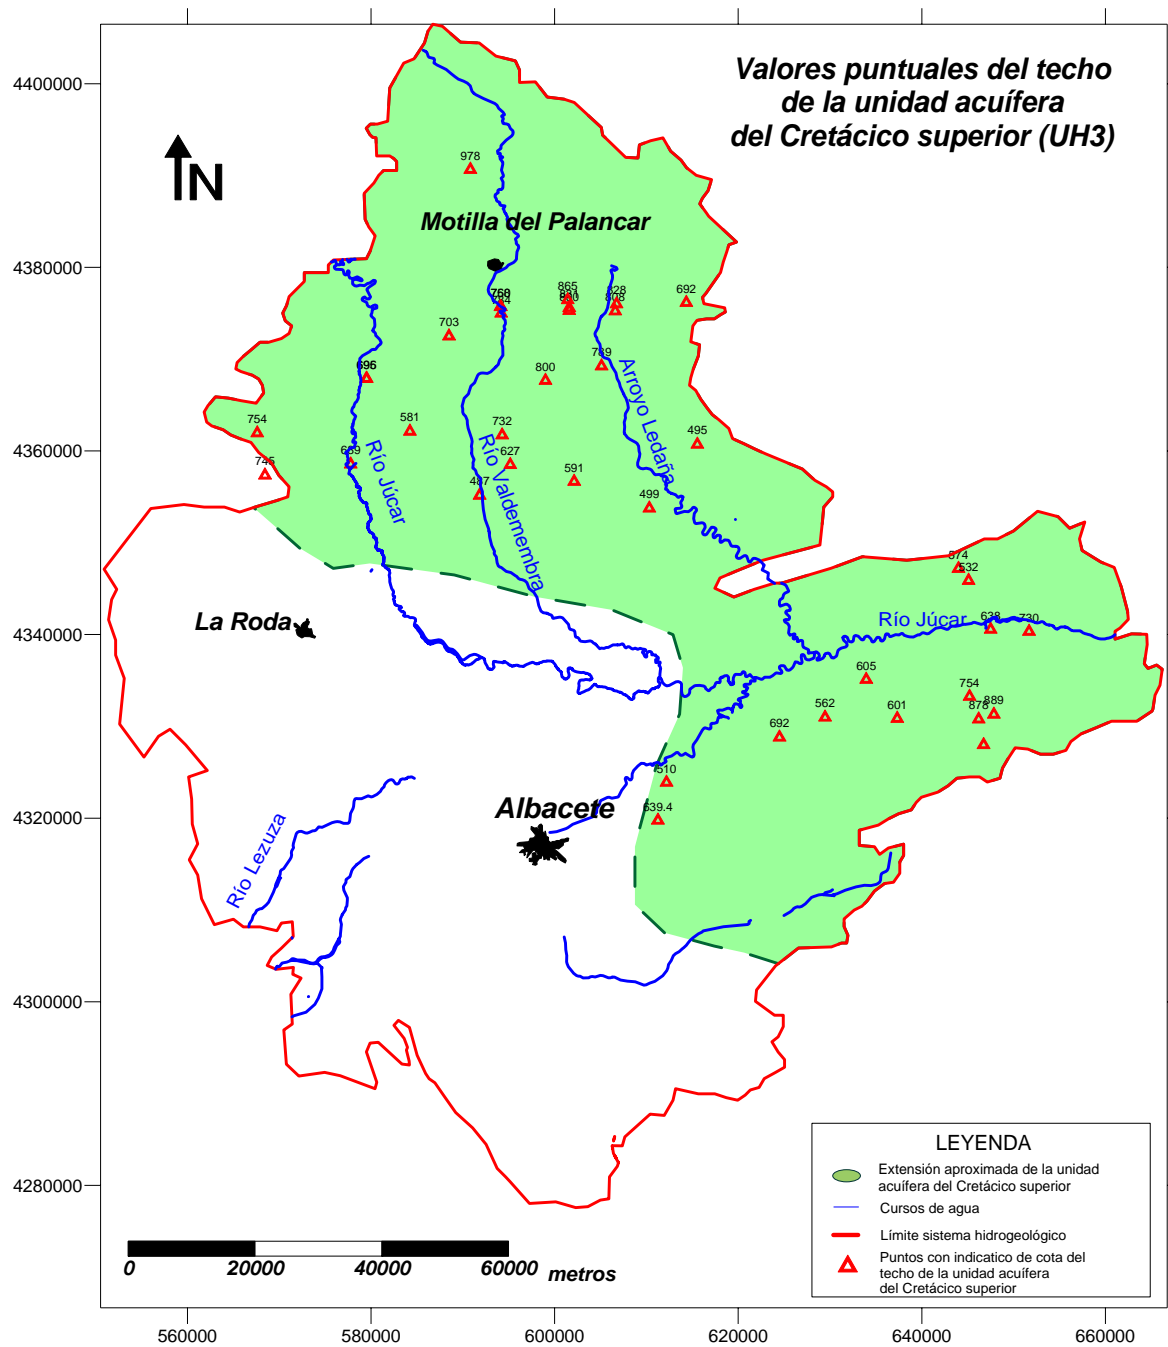 Valores puntuales del techo
de la unidad acuífera
del Cretácico superior (UH3)
N
4400000
4380000
4360000
4340000
4320000
4300000
4280000
978
Motilla del Palancar
865
828
808
692
703
789
800
696
754
581
732
495
745
689
627
591
487
499
Río Júcar
Río Valdemembra
Arroyo Ledaña
574
532
La Roda
Río Júcar
638
730
605
754
889
562
601
878
692
510
Albacete
639.4
Río Lezuza
LEYENDA
Extensión aproximada de la unidad
acuífera del Cretácico superior
Cursos de agua
Límite sistema hidrogeológico
Puntos con indicatico de cota del
techo de la unidad acuífera
del Cretácico superior
0 20000 40000 60000 metros
560000 580000 600000 620000 640000 660000